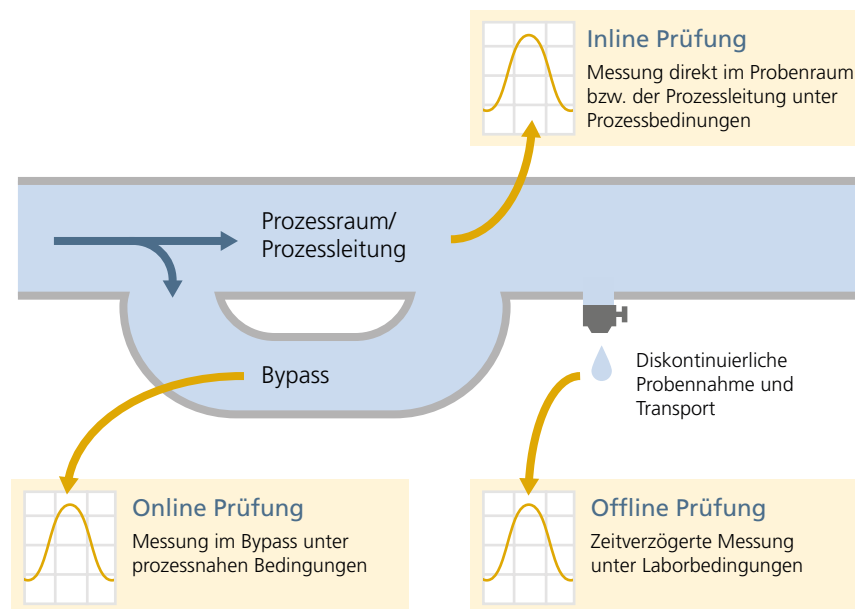 Inline Prüfung
Messung direkt im Probenraum
bzw. der Prozessleitung unter
Prozessbedinungen
Prozessraum/
Prozessleitung
Bypass
Diskontinuierliche
Probennahme und
Transport
Online Prüfung
Messung im Bypass unter
prozessnahen Bedingungen
Offline Prüfung
Zeitverzögerte Messung
unter Laborbedingungen